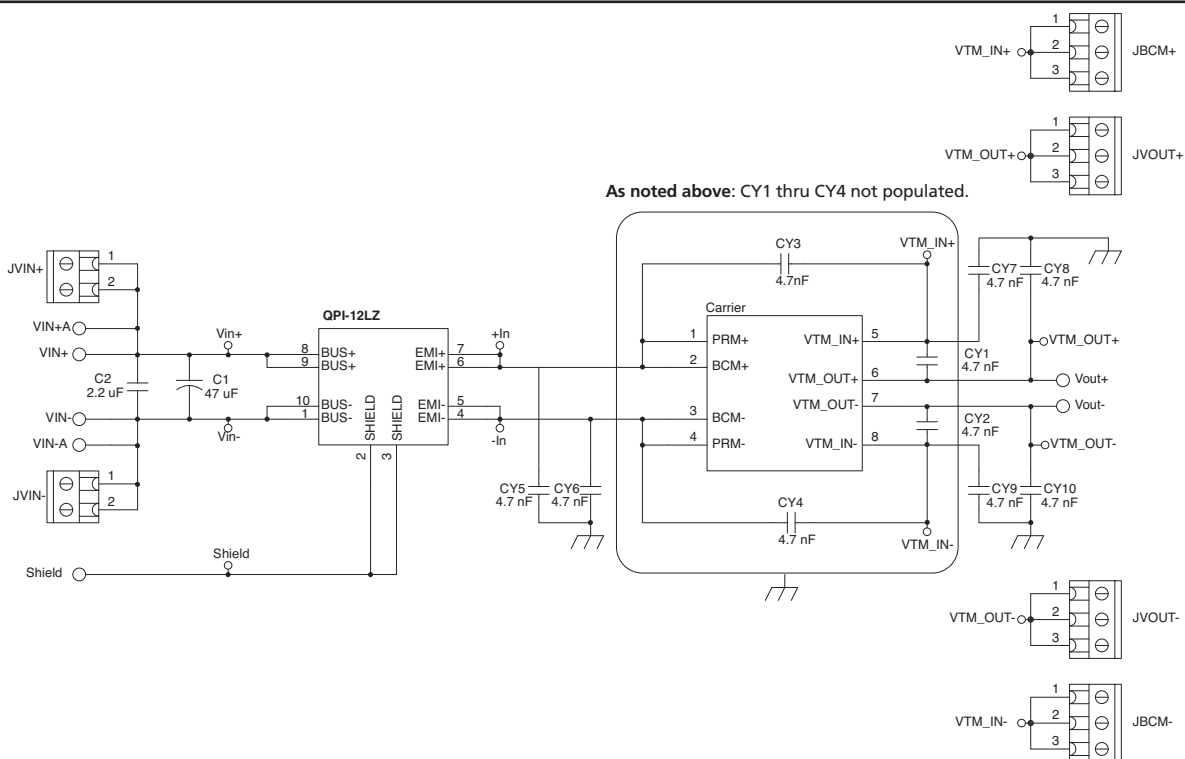 1
VTM_IN+
2
JBCM+
3
1
VTM_OUT+
2
JVOUT+
3
As noted above: CY1 thru CY4 not populated.
JVIN+
1
2
VIN+A
VIN+
C2
2.2 uF
C1
47 uF
VIN-
VIN-A
JVIN-
1
2
Shield
Shield
Vin+
Vin-
QPI-12LZ
8
BUS+
9
BUS+
10
BUS-
1
BUS-
EMI+
7
EMI+
6
EMI-
5
EMI-
4
SHIELD
SHIELD
2
3
+In
-In
CY5
4.7 nF
CY6
4.7 nF
CY3
4.7nF
VTM_IN+
Carrier
1
PRM+
2
BCM+
3
BCM-
4
PRM-
VTM_IN+
5
VTM_OUT+
6
VTM_OUT-
7
VTM_IN-
8
CY1
4.7 nF
CY2
4.7 nF
CY4
4.7 nF
VTM_IN-
CY7
4.7 nF
CY8
4.7 nF
VTM_OUT+
Vout+
Vout-
VTM_OUT-
CY9
4.7 nF
CY10
4.7 nF
1
VTM_OUT-
2
JVOUT-
3
1
VTM_IN-
2
JBCM-
3